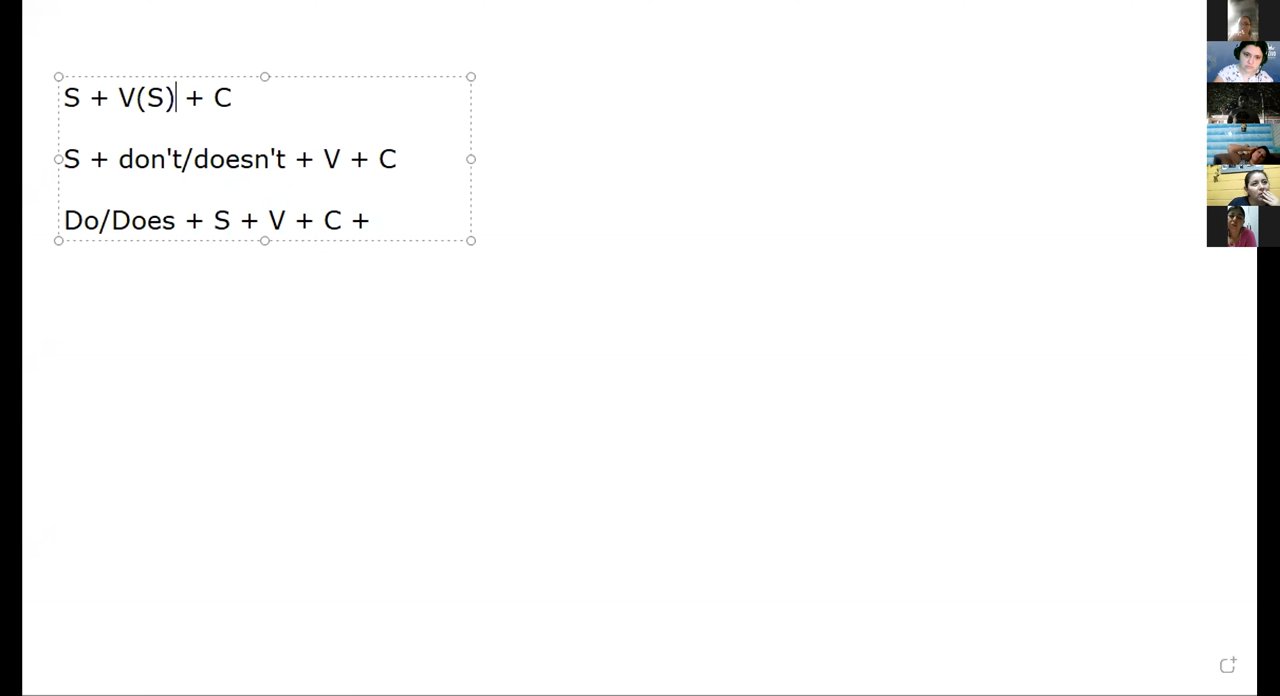 S + V(S) + C
S + don't/doesn't + V + C
Do/Does + S + V + C +